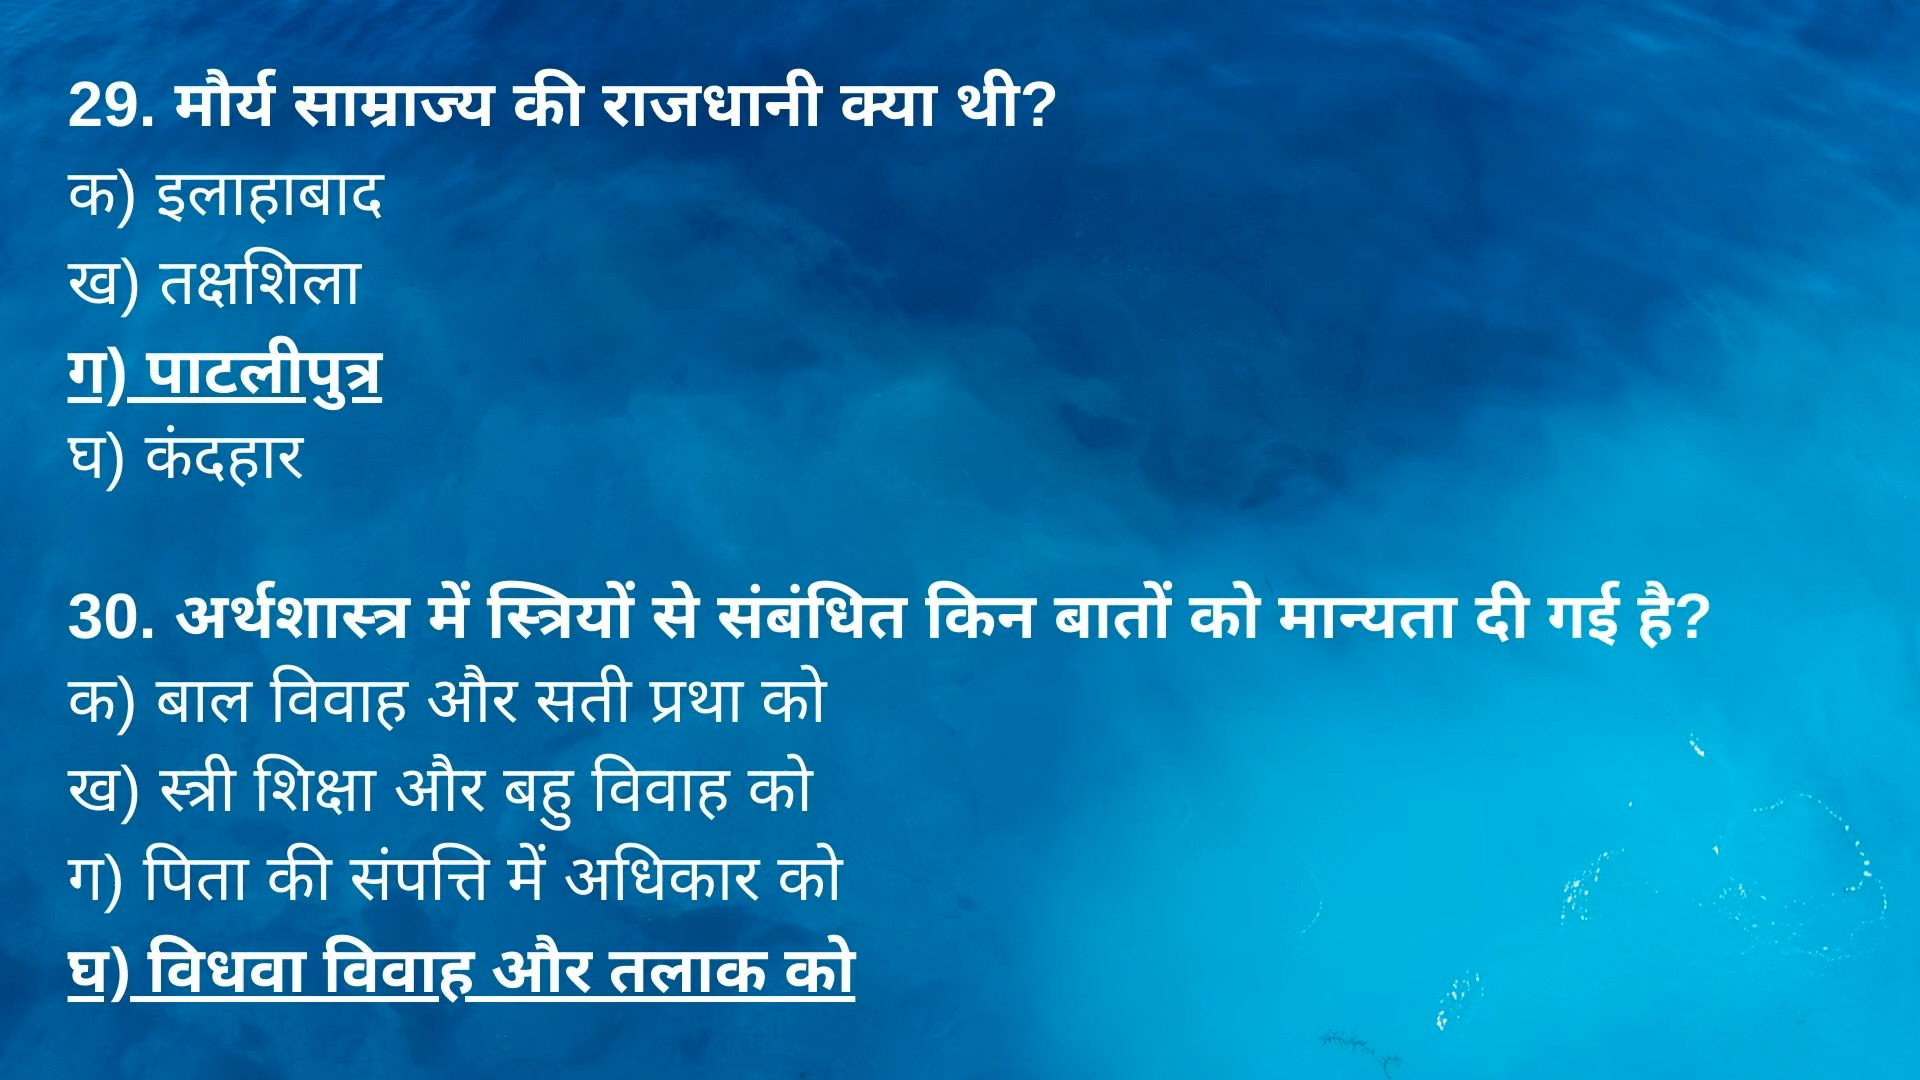 29. मौर्य साम्राज्य की राजधानी क्या थी?
क) इलाहाबाद
ख) तक्षशिला
ग) पाटलीपुत्र
घ) कंदहार
30. अर्थशास्त्र में स्त्रियों से संबंधित किन बातों को मान्यता दी गई है?
क) बाल विवाह और सती प्रथा को
ख) स्त्री शिक्षा और बहु विवाह को
ग) पिता की संपत्ति में अधिकार को
घ) विधवा विवाह और तलाक को